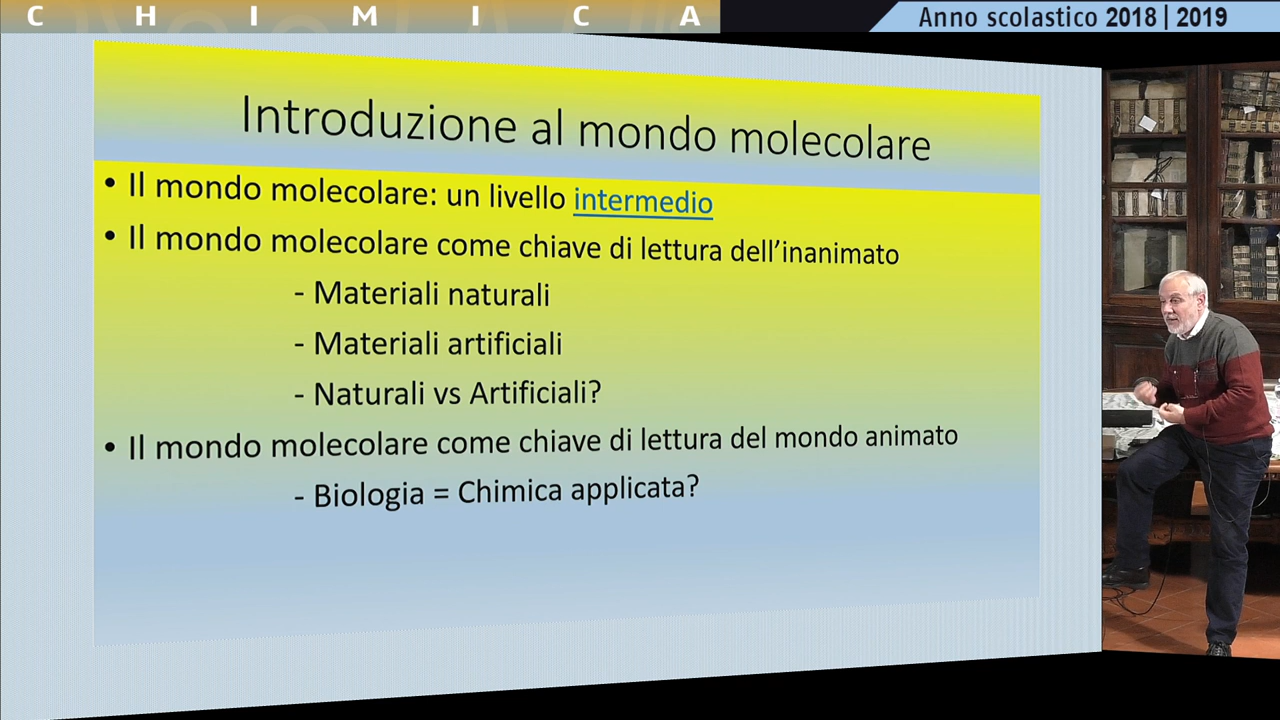 CHIMICA
Anno scolastico 2018 | 2019
Introduzione al mondo molecolare
• Il mondo molecolare: un livello intermedio
• Il mondo molecolare come chiave di lettura dell’inanimato
- Materiali naturali
- Materiali artificiali
- Naturali vs Artificiali?
• Il mondo molecolare come chiave di lettura del mondo animato
- Biologia = Chimica applicata?